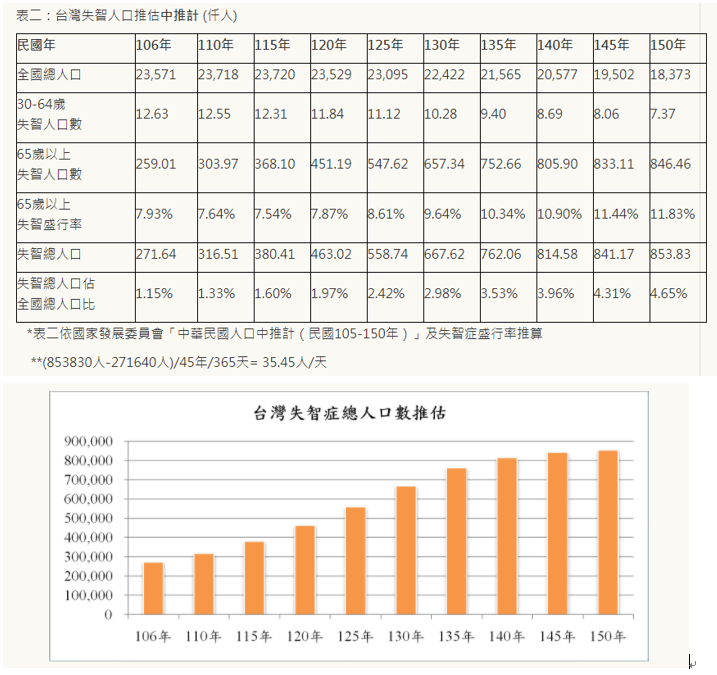 表二：台灣失智人口推估中推計 (仟人)
民國年 106年 110年 115年 120年 125年 130年 135年 140年 145年 150年
全國總人口 23,571 23,718 23,720 23,529 23,095 22,422 21,565 20,577 19,502 18,373
30-64歲
失智人口數 12.63 12.55 12.31 11.84 11.12 10.28 9.40 8.69 8.06 7.37
65歲以上
失智人口數 259.01 303.97 368.10 451.19 547.62 657.34 752.66 805.90 833.11 846.46
65歲以上
失智盛行率 7.93% 7.64% 7.54% 7.87% 8.61% 9.64% 10.34% 10.90% 11.44% 11.83%
失智總人口 271.64 316.51 380.41 463.02 558.74 667.62 762.06 814.58 841.17 853.83
失智總人口佔
全國總人口比 1.15% 1.33% 1.60% 1.97% 2.42% 2.98% 3.53% 3.96% 4.31% 4.65%
*表二依國家發展委員會「中華民國人口中推計（民國105-150年）」及失智症盛行率推算
**(853830人-271640人)/45年/365天= 35.45人/天
台灣失智症總人口數推估
900,000
800,000
700,000
600,000
500,000
400,000
300,000
200,000
100,000
0
106年 110年 115年 120年 125年 130年 135年 140年 145年 150年